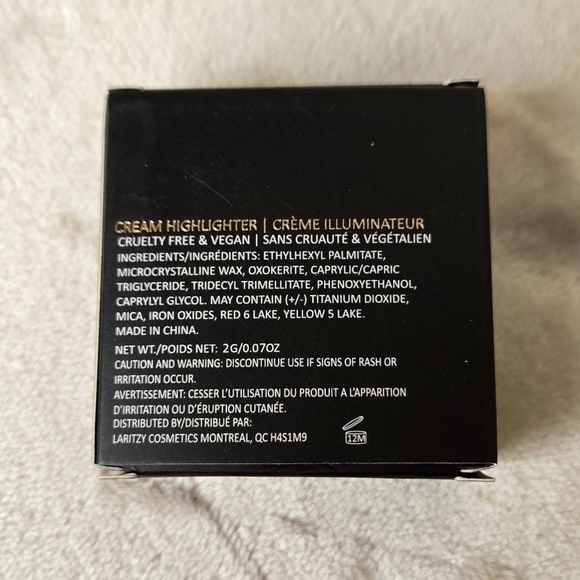 CREAM HIGHLIGHTER | CRÈME ILLUMINATEUR
CRUELTY FREE & VEGAN | SANS CRUAUTÉ & VÉGÉTALIEN
INGREDIENTS/INGRÉDIENTS: ETHYLHEXYL PALMITATE,
MICROCRYSTALLINE WAX, OXOKERITE, CAPRYLIC/CAPRIC
TRIGLYCERIDE, TRIDECYL TRIMELLITATE, PHENOXYETHANOL,
CAPRYLYL GLYCOL. MAY CONTAIN (+/-) TITANIUM DIOXIDE,
MICA, IRON OXIDES, RED 6 LAKE, YELLOW 5 LAKE.
MADE IN CHINA.
NET WT./POIDS NET: 2G/0.07OZ
CAUTION AND WARNING: DISCONTINUE USE IF SIGNS OF RASH OR
IRRITATION OCCUR.
AVERTISSEMENT: CESSER L'UTILISATION DU PRODUIT A L'APPARITION
D'IRRITATION OU D'ÉRUPTION CUTANÉE.
DISTRIBUTED BY/DISTRIBUÉ PAR:
LARITZY COSMETICS MONTREAL, QC H4S1M9
12M